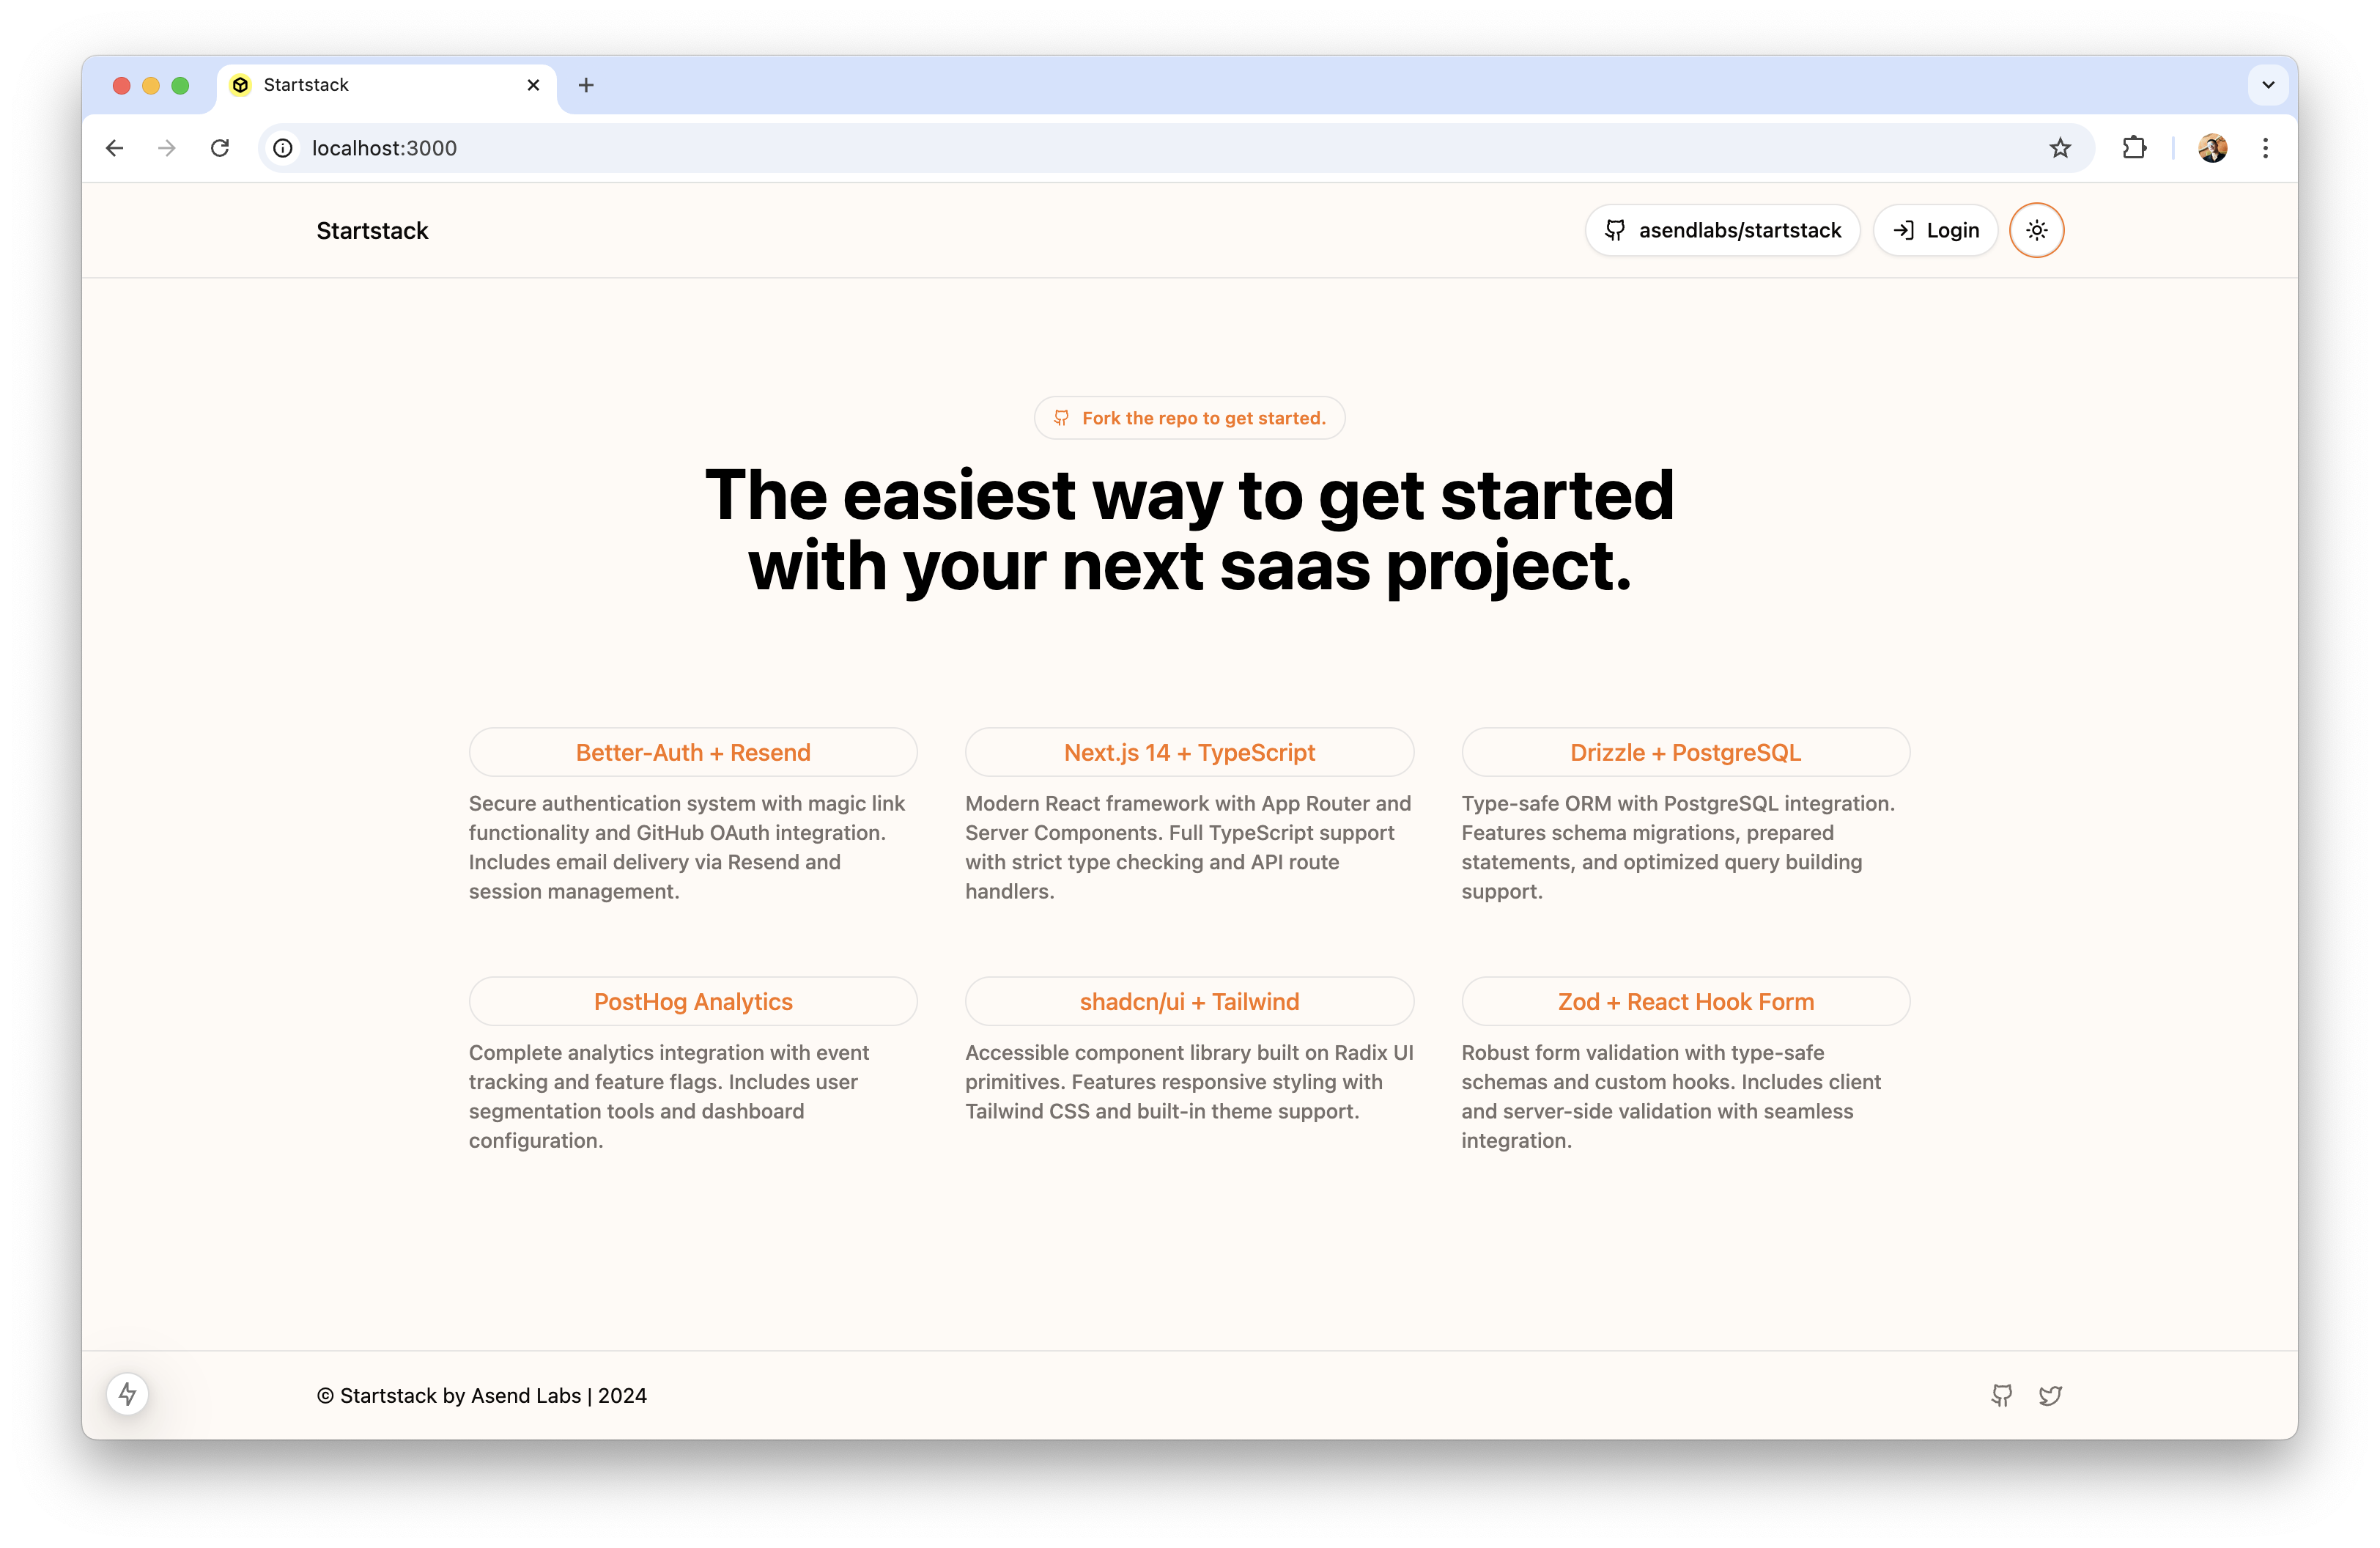 Startstack
localhost:3000
Startstack
asendlabs/startstack
Login
Fork the repo to get started.
The easiest way to get started
with your next saas project.
Better-Auth + Resend
Secure authentication system with magic link
functionality and GitHub OAuth integration.
Includes email delivery via Resend and
session management.
Next.js 14 + TypeScript
Modern React framework with App Router and
Server Components. Full TypeScript support
with strict type checking and API route
handlers.
Drizzle + PostgreSQL
Type-safe ORM with PostgreSQL integration.
Features schema migrations, prepared
statements, and optimized query building
support.
PostHog Analytics
Complete analytics integration with event
tracking and feature flags. Includes user
segmentation tools and dashboard
configuration.
shadcn/ui + Tailwind
Accessible component library built on Radix UI
primitives. Features responsive styling with
Tailwind CSS and built-in theme support.
Zod + React Hook Form
Robust form validation with type-safe
schemas and custom hooks. Includes client
and server-side validation with seamless
integration.
© Startstack by Asend Labs | 2024